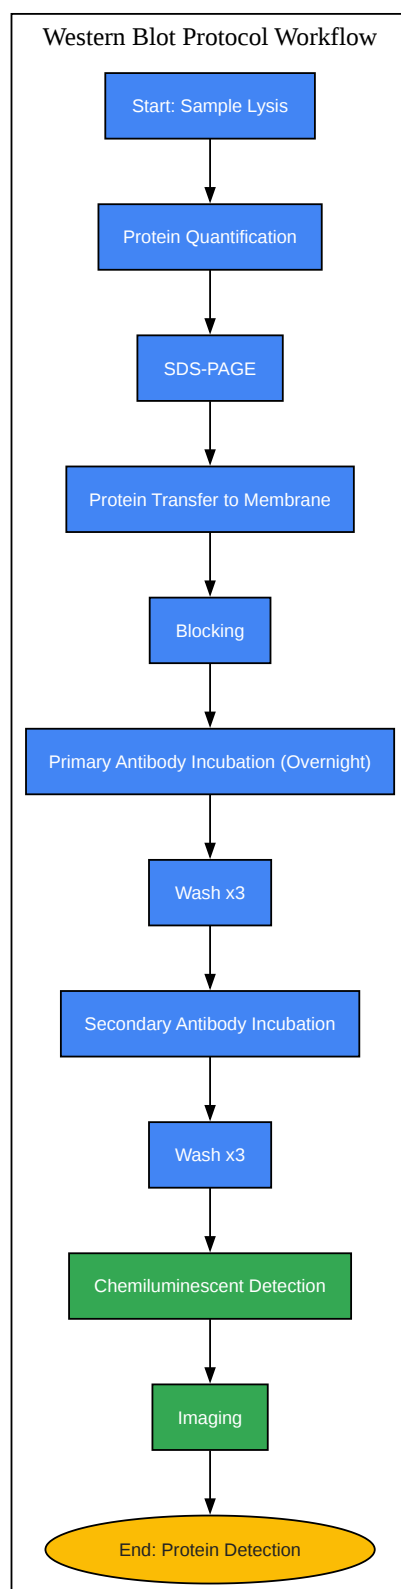 Western Blot Protocol Workflow
Start: Sample Lysis
Protein Quantification
SDS-PAGE
Protein Transfer to Membrane
Blocking
Primary Antibody Incubation (Overnight)
Wash x3
Secondary Antibody Incubation
Wash x3
Chemiluminescent Detection
Imaging
End: Protein Detection